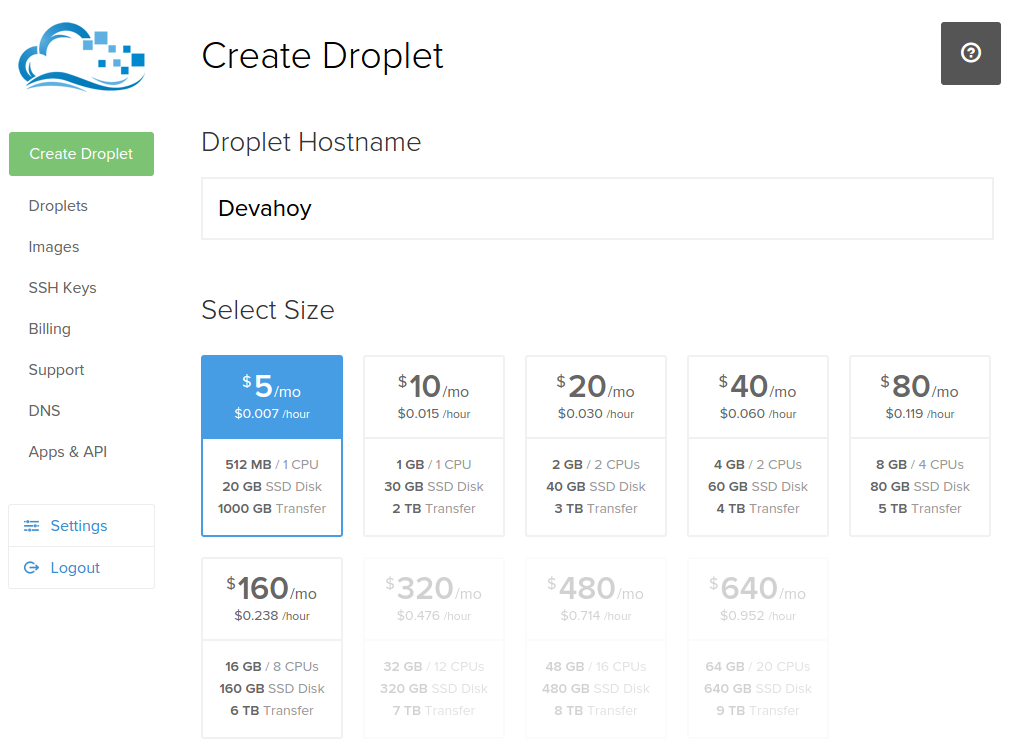 Create Droplet
Create Droplet
Droplets
Images
SSH Keys
Billing
Support
DNS
Apps & API
Settings
Logout
Droplet Hostname
Devahoy
Select Size
$5/mo
$0.007 /hour
512 MB / 1 CPU
20 GB SSD Disk
1000 GB Transfer
$10/mo
$0.015 /hour
1 GB / 1 CPU
30 GB SSD Disk
2 TB Transfer
$20/mo
$0.030 /hour
2 GB / 2 CPUs
40 GB SSD Disk
3 TB Transfer
$40/mo
$0.060 /hour
4 GB / 2 CPUs
60 GB SSD Disk
4 TB Transfer
$80/mo
$0.119 /hour
8 GB / 4 CPUs
80 GB SSD Disk
5 TB Transfer
$160/mo
$0.238 /hour
16 GB / 8 CPUs
160 GB SSD Disk
6 TB Transfer
$320/mo
$0.476 /hour
32 GB / 12 CPUs
320 GB SSD Disk
7 TB Transfer
$480/mo
$0.714 /hour
48 GB / 16 CPUs
480 GB SSD Disk
8 TB Transfer
$640/mo
$0.952 /hour
64 GB / 20 CPUs
640 GB SSD Disk
9 TB Transfer